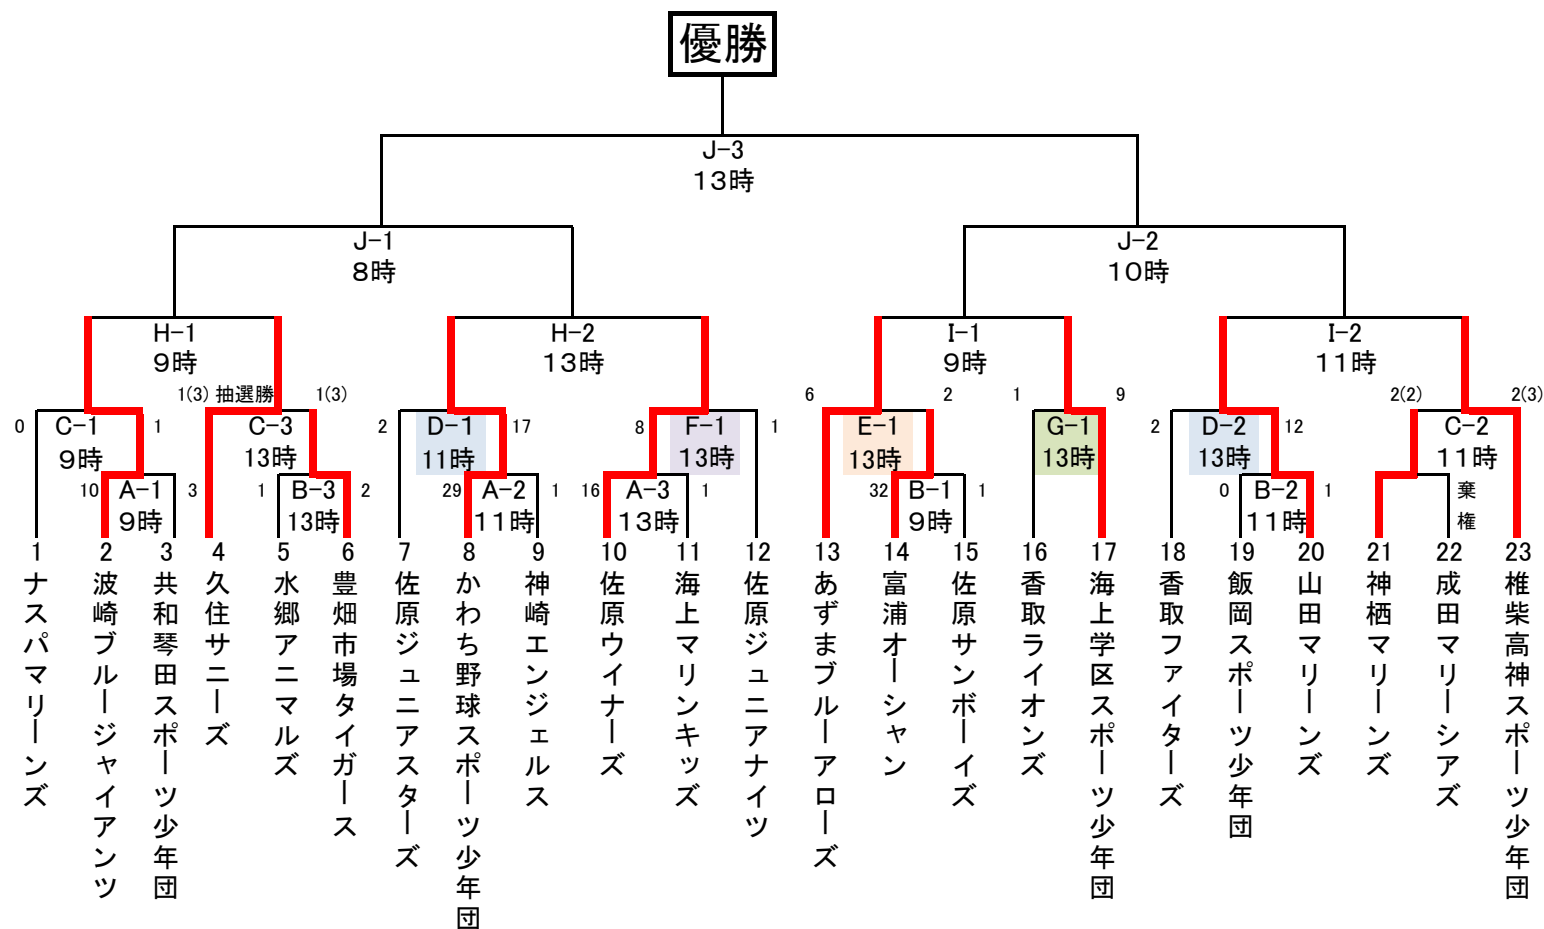 優勝
J-3
13時
J-1
8時
J-2
10時
H-1
9時
H-2
13時
I-1
9時
I-2
11時
1(3) 抽選勝 1(3)
6 2
1 9
2(2) 2(3)
0 C-1 1
9時
C-3
13時
2 D-1 17
11時
8 F-1 1
13時
E-1
13時
G-1
13時
2 D-2 12
13時
C-2
11時
10 A-1 3
9時
1 B-3 2
13時
29 A-2 1
11時
16 A-3 1
13時
32 B-1 1
9時
0 B-2 1
11時
棄権
1 ナスパマリーンズ
2 波崎ブルージャイアンツ
3 共和琴田スポーツ少年団
4 久住サニーズ
5 水郷アニマルズ
6 豊畑市場タイガース
7 佐原ジュニアスターズ
8 かわち野球スポーツ少年団
9 神崎エンジェルス
10 佐原ウイナーズ
11 海上マリンキッズ
12 佐原ジュニアナイツ
13 あずまブルーアローズ
14 富浦オーシャン
15 佐原サンボーイズ
16 香取ライオンズ
17 海上学区スポーツ少年団
18 香取ファイターズ
19 飯岡スポーツ少年団
20 山田マリーンズ
21 神栖マリーンズ
22 成田マリーシアズ
23 椎柴高神スポーツ少年団